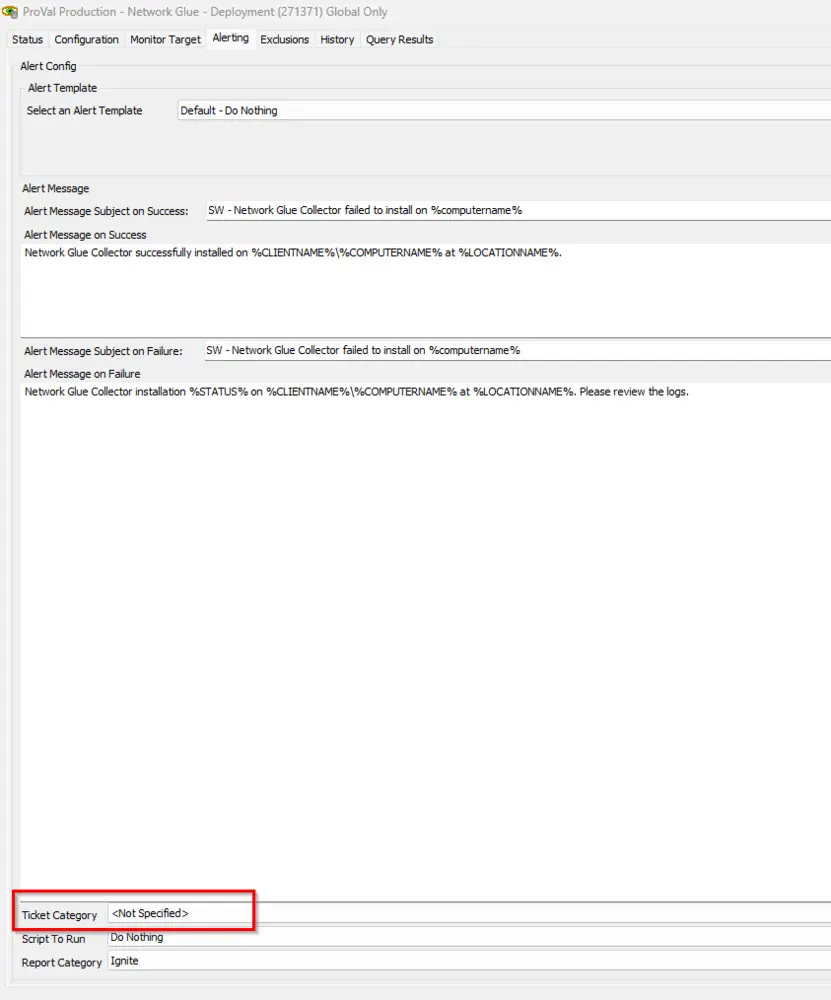 ProVal Production - Network Glue - Deployment (271371) Global Only
Status Configuration Monitor Target Alerting Exclusions History Query Results
Alert Config
Alert Template
Select an Alert Template Default - Do Nothing
Alert Message
Alert Message Subject on Success: SW - Network Glue Collector failed to install on %computername%
Alert Message on Success
Network Glue Collector successfully installed on %CLIENTNAME%\%COMPUTERNAME% at %LOCATIONNAME%.
Alert Message Subject on Failure: SW - Network Glue Collector failed to install on %computername%
Alert Message on Failure
Network Glue Collector installation %STATUS% on %CLIENTNAME%\%COMPUTERNAME% at %LOCATIONNAME%. Please review the logs.
Ticket Category <Not Specified>
Script To Run Do Nothing
Report Category Ignite